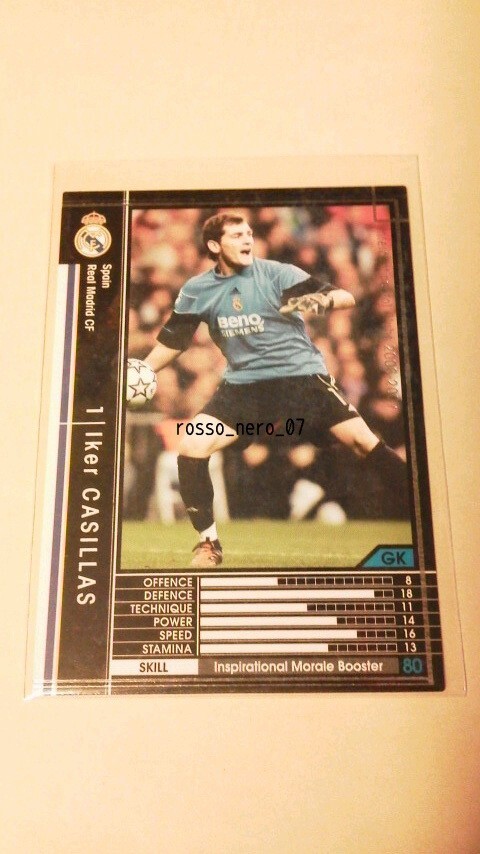 Spain
Real Madrid CF
1 Iker CASILLAS
BenQ
SIEMENS
rosso_nero_07
GK
OFFENCE 8
DEFENCE 18
TECHNIQUE 11
POWER 14
SPEED 16
STAMINA 13
SKILL Inspirational Morale Booster 80